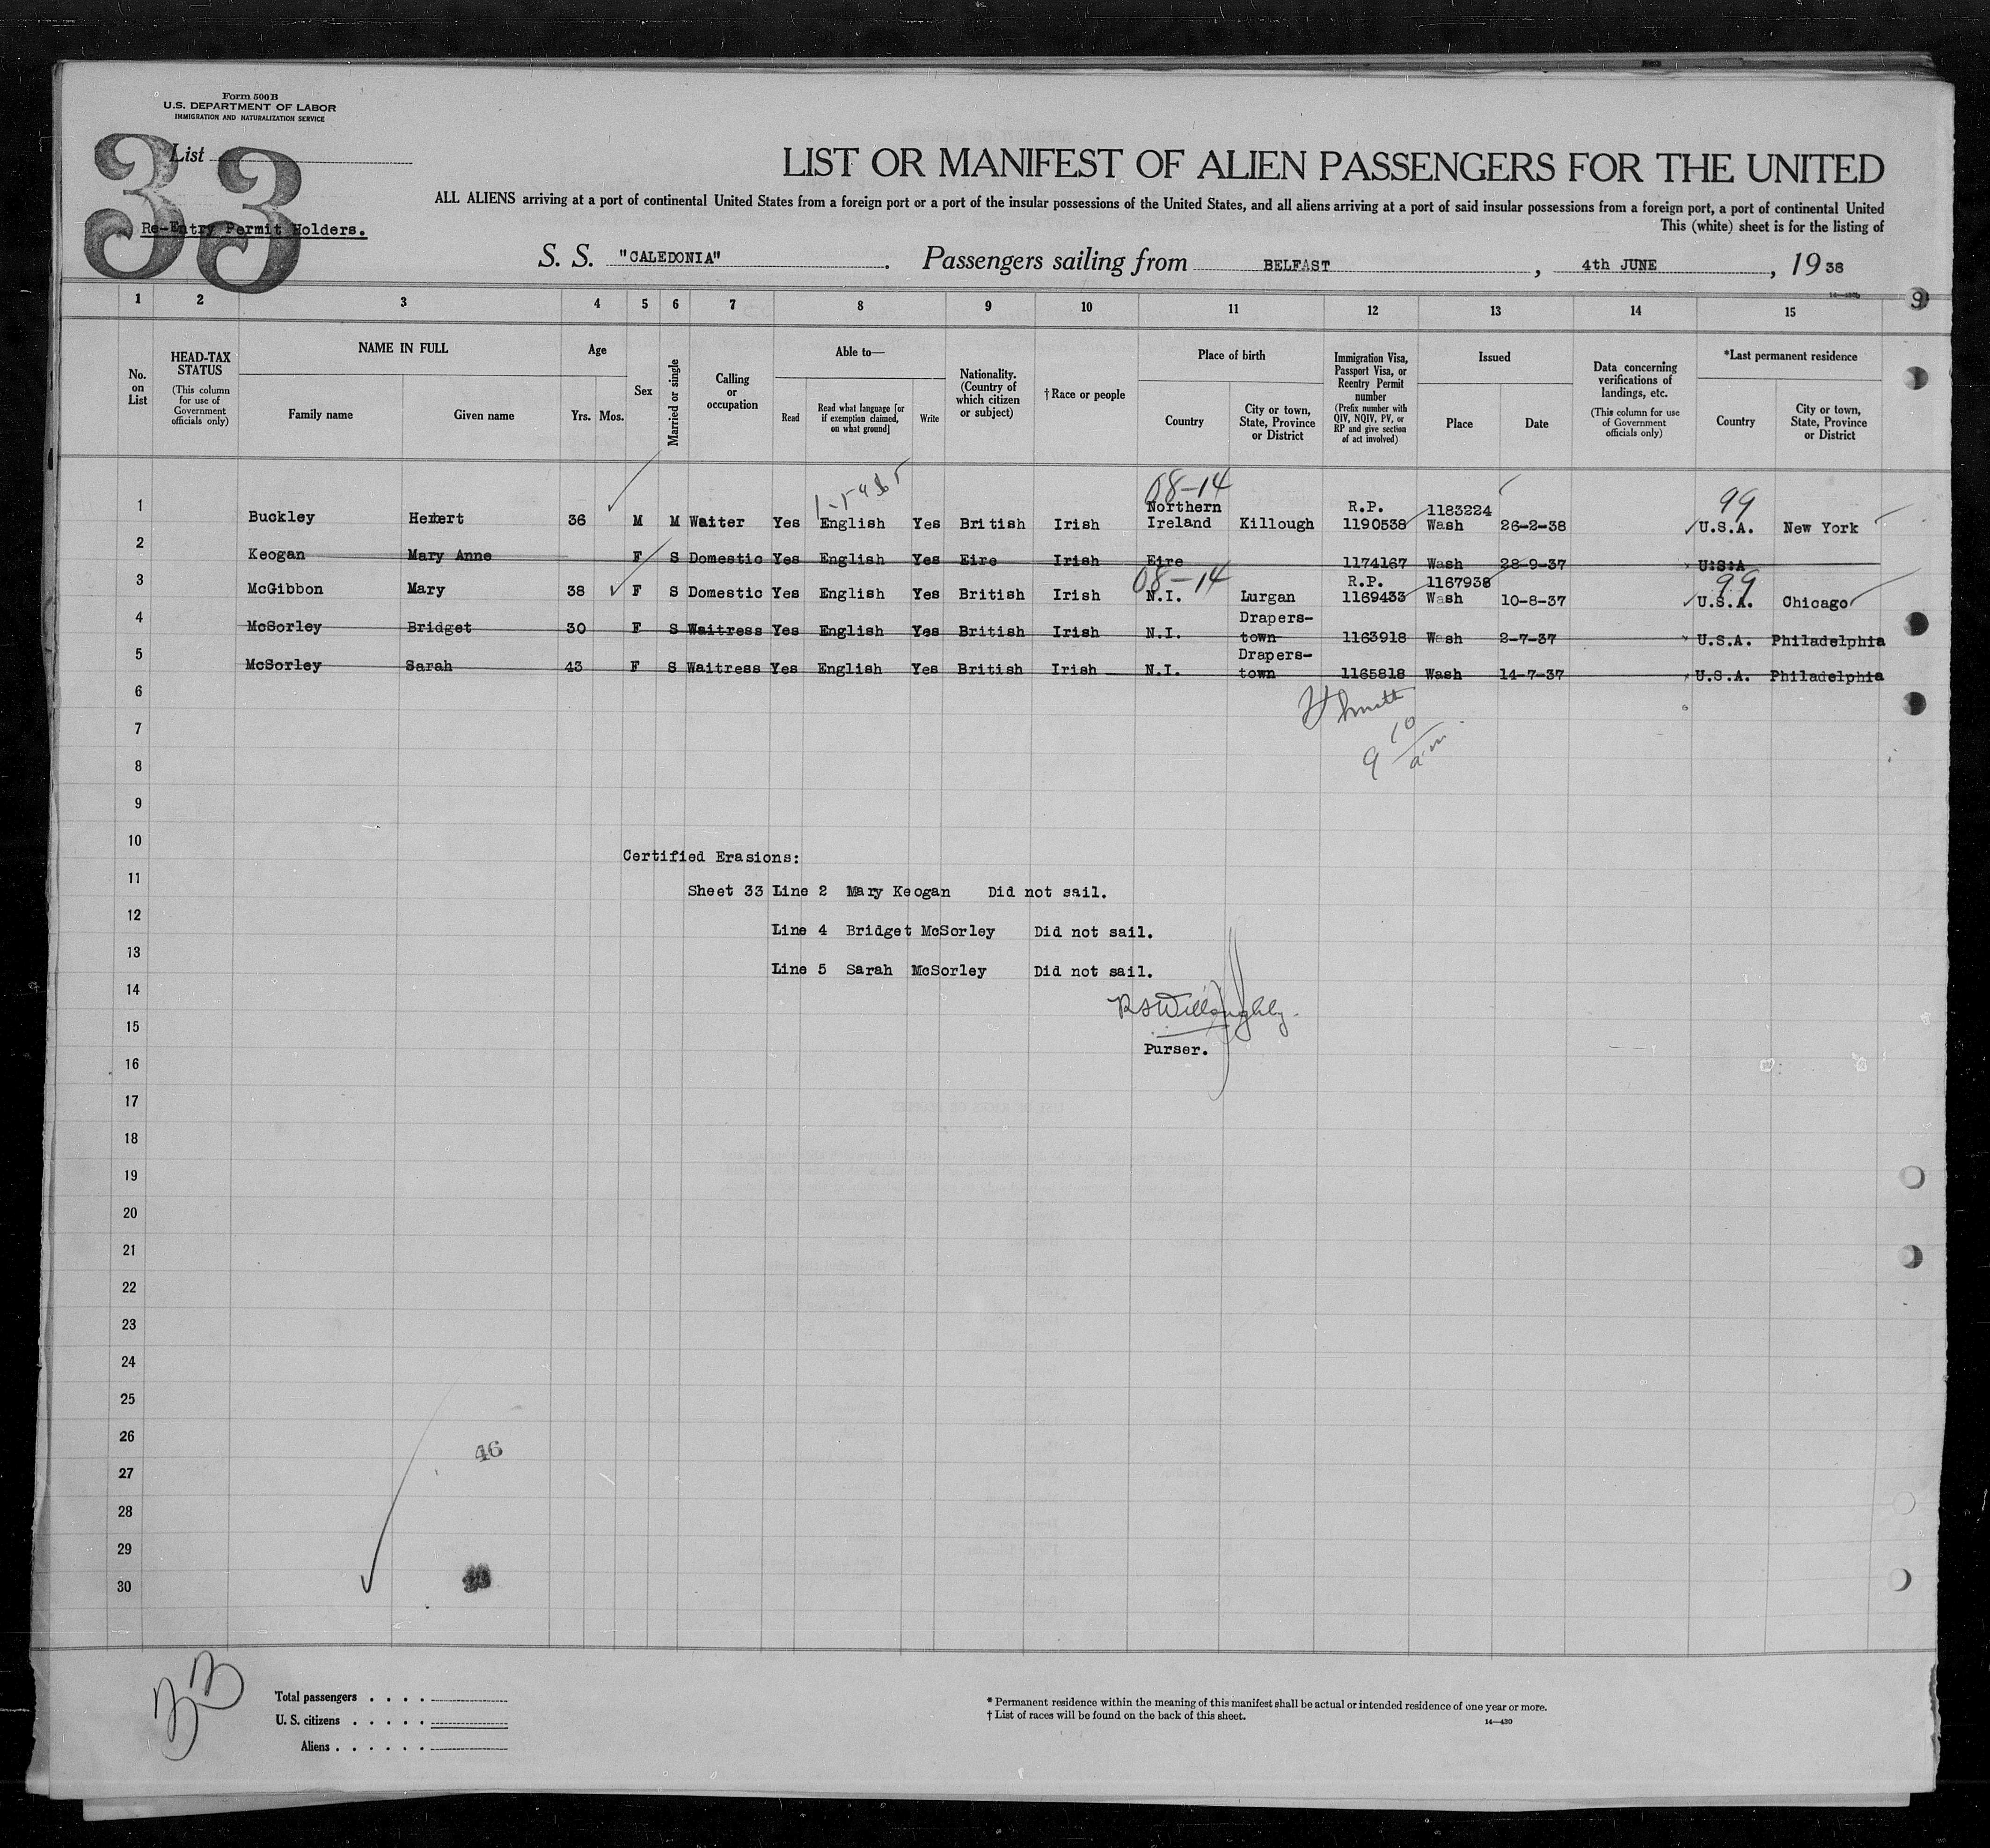 Form 500 B
U.S. DEPARTMENT OF LABOR
IMMIGRATION AND NATURALIZATION SERVICE
List
33
Re-Entry Permit Holders.
LIST OR MANIFEST OF ALIEN PASSENGERS FOR THE UNITED
ALL ALIENS arriving at a port of continental United States from a foreign port or a port of the insular possessions of the United States, and all aliens arriving at a port of said insular possessions from a foreign port, a port of continental United
This (white) sheet is for the listing of
S. S. "CALEDONIA" . Passengers sailing from BELFAST , 4th JUNE , 19 38
1 2 3 4 5 6 7 8 9 10 11 12 13 14 15
No. on List
HEAD-TAX STATUS (This column for use of Government officials only)
NAME IN FULL
Family name Given name
Age
Yrs. Mos.
Sex
Married or single
Calling or occupation
Able to—
Read Read what language [or if exemption claimed, on what ground] Write
Nationality. (Country of which citizen or subject)
† Race or people
Place of birth
Country City or town, State, Province or District
Immigration Visa, Passport Visa, or Reentry Permit number (Prefix number with QIV, NQIV, PV, or RP and give section of act involved)
Issued
Place Date
Data concerning verifications of landings, etc. (This column for use of Government officials only)
*Last permanent residence
Country City or town, State, Province or District
08-14 99
Northern R.P. 1183224
1 Buckley Herbert 36 M M Waiter Yes English Yes British Irish Ireland Killough 1190538 Wash 26-2-38 U.S.A. New York
2 Keogan Mary Anne F S Domestic Yes English Yes Eire Irish Eire 1174167 Wash 28-9-37 U.S.A
08-14 R.P. 1167938 99
3 McGibbon Mary 38 F S Domestic Yes English Yes British Irish N.I. Lurgan 1169433 Wash 10-8-37 U.S.A. Chicago
4 McSorley Bridget 30 F S Waitress Yes English Yes British Irish N.I. Drapers-town 1163918 Wash 2-7-37 U.S.A. Philadelphia
5 McSorley Sarah 43 F S Waitress Yes English Yes British Irish N.I. Drapers-town 1165818 Wash 14-7-37 U.S.A. Philadelphia
6
Smith
7
9 10 a.m.
8
9
10
Certified Erasions:
11
Sheet 33 Line 2 Mary Keogan Did not sail.
12
Line 4 Bridget McSorley Did not sail.
13
Line 5 Sarah McSorley Did not sail.
14
R S Willoughby.
15
Purser.
16
17
18
19
20
21
22
23
24
25
26
46
27
28
29
30
33
Total passengers . . . .
U. S. citizens . . . . .
Aliens . . . . . .
* Permanent residence within the meaning of this manifest shall be actual or intended residence of one year or more.
† List of races will be found on the back of this sheet.
14—430